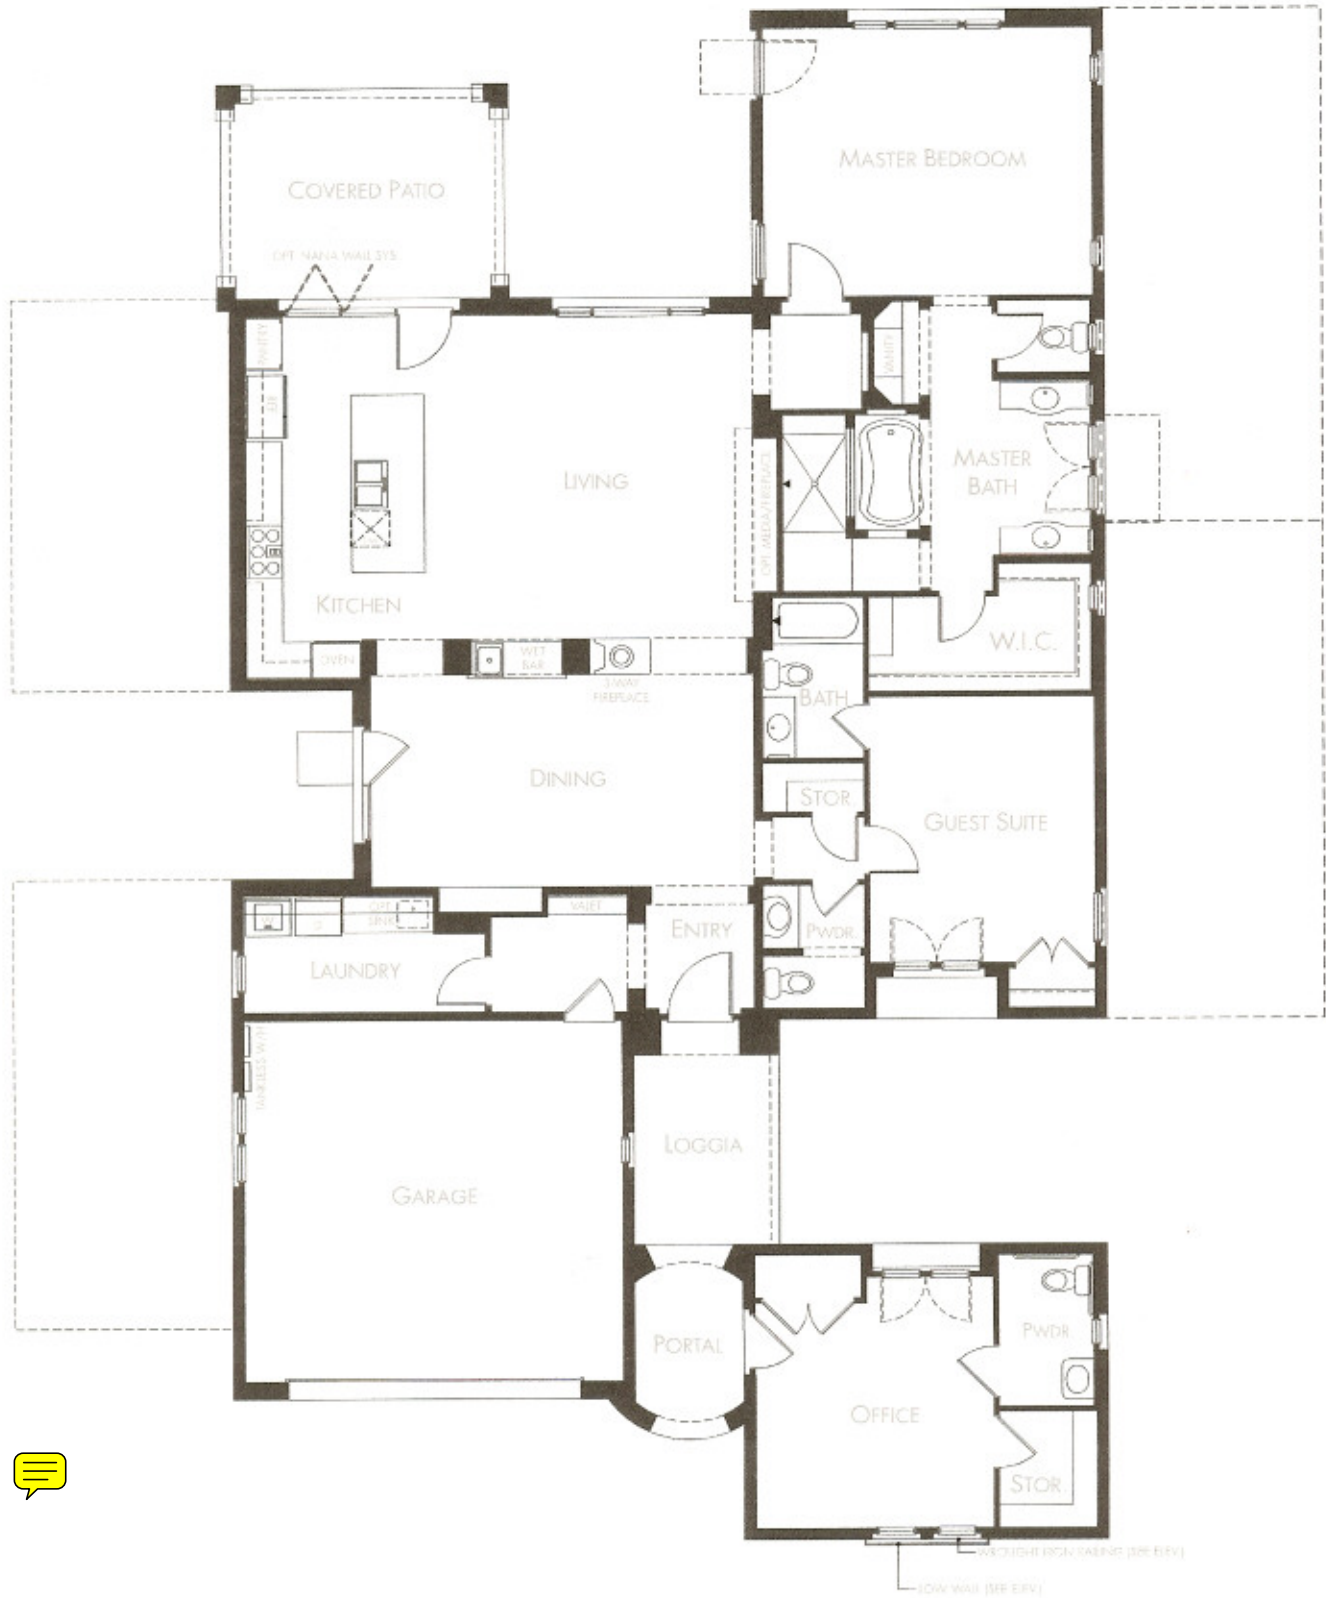 MASTER BEDROOM
COVERED PATIO
OPT. NANA WALL SYS
PANTRY
VANITY
REF
LIVING
MASTER
BATH
OPT. MEDIA/FIREPLACE
KITCHEN
W.I.C.
OVEN
WET
BAR
3-WAY
FIREPLACE
BATH
DINING
STOR.
GUEST SUITE
OPT.
SINK
VALET
ENTRY
PWDR.
LAUNDRY
TANKLESS W/H
LOGGIA
GARAGE
PORTAL
PWDR.
OFFICE
STOR.
WROUGHT IRON RAILING (SEE ELEV.)
LOW WALL (SEE ELEV.)